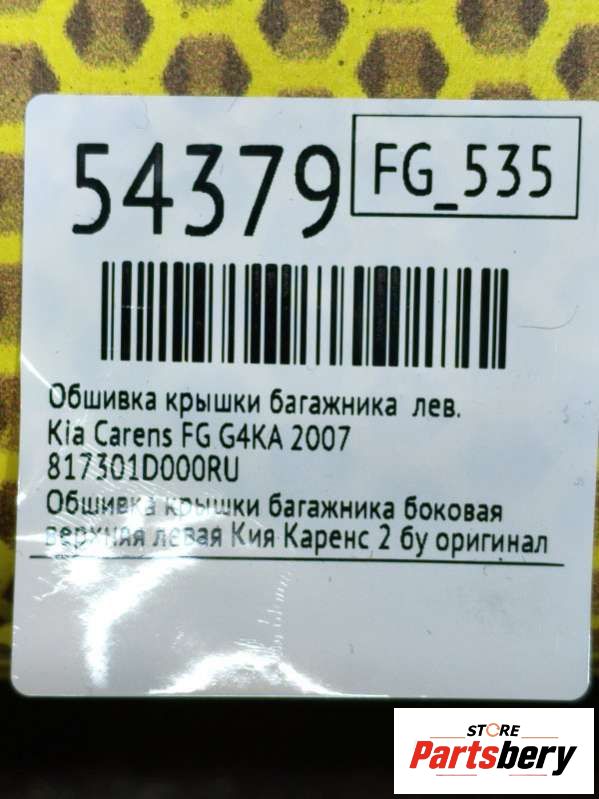 54379
FG_535
Обшивка крышки багажника лев.
Kia Carens FG G4KA 2007
817301D000RU
Обшивка крышки багажника боковая
верхняя левая Кия Каренс 2 бу оригинал
STORE
Partsbery